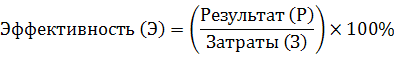 Эффективность (Э) = (Результат (Р) / Затраты (З)) × 100%